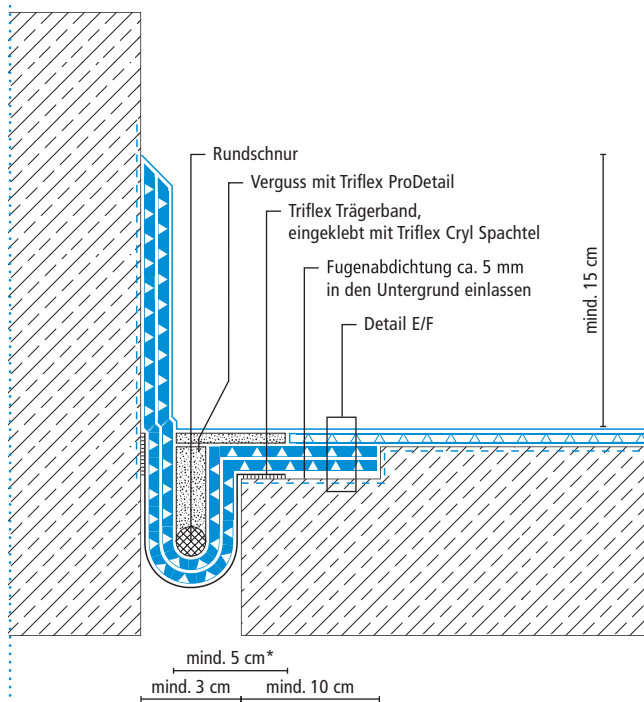 Rundschnur
Verguss mit Triflex ProDetail
Triflex Trägerband,
eingeklebt mit Triflex Cryl Spachtel
Fugenabdichtung ca. 5 mm
in den Untergrund einlassen
Detail E/F
mind. 15 cm
mind. 5 cm*
mind. 3 cm
mind. 10 cm